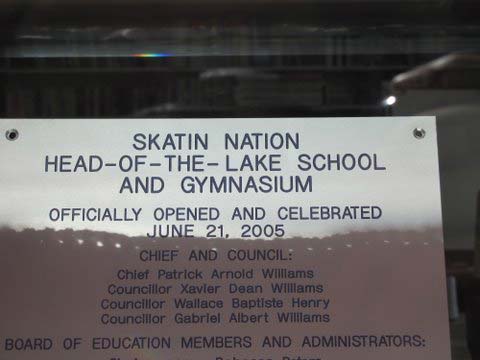 SKATIN NATION
HEAD-OF-THE-LAKE SCHOOL
AND GYMNASIUM
OFFICIALLY OPENED AND CELEBRATED
JUNE 21, 2005
CHIEF AND COUNCIL:
Chief Patrick Arnold Williams
Councillor Xavier Dean Williams
Councillor Wallace Baptiste Henry
Councillor Gabriel Albert Williams
BOARD OF EDUCATION MEMBERS AND ADMINISTRATORS: